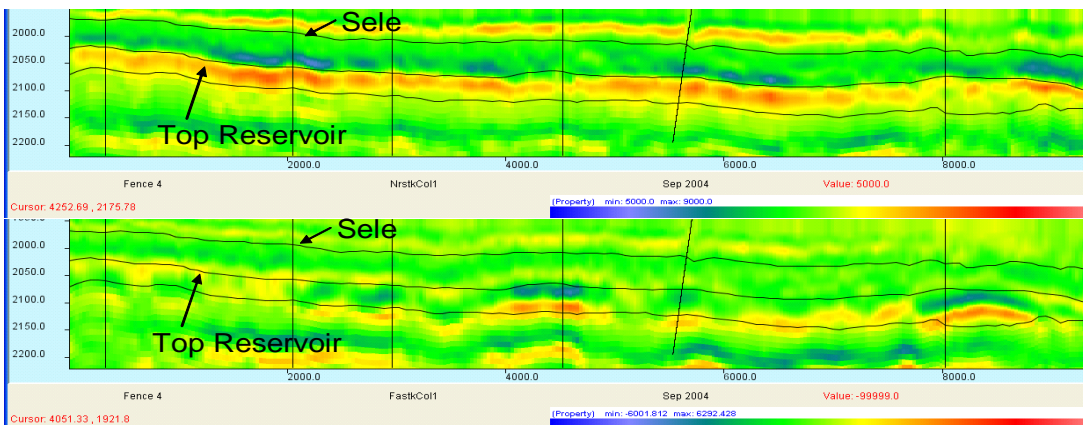 Sele
2000.0
2050.0
2100.0
2150.0
2200.0
Top Reservoir
2000.0 4000.0 6000.0 8000.0
Fence 4 NrstkCol1 Sep 2004 Value: 5000.0
Cursor: 4252.69 , 2175.78 (Property) min: 5000.0 max: 9000.0
Sele
2000.0
2050.0
2100.0
2150.0
2200.0
Top Reservoir
2000.0 4000.0 6000.0 8000.0
Fence 4 FastkCol1 Sep 2004 Value: -99999.0
Cursor: 4051.33 , 1921.8 (Property) min: -6001.812 max: 6292.428